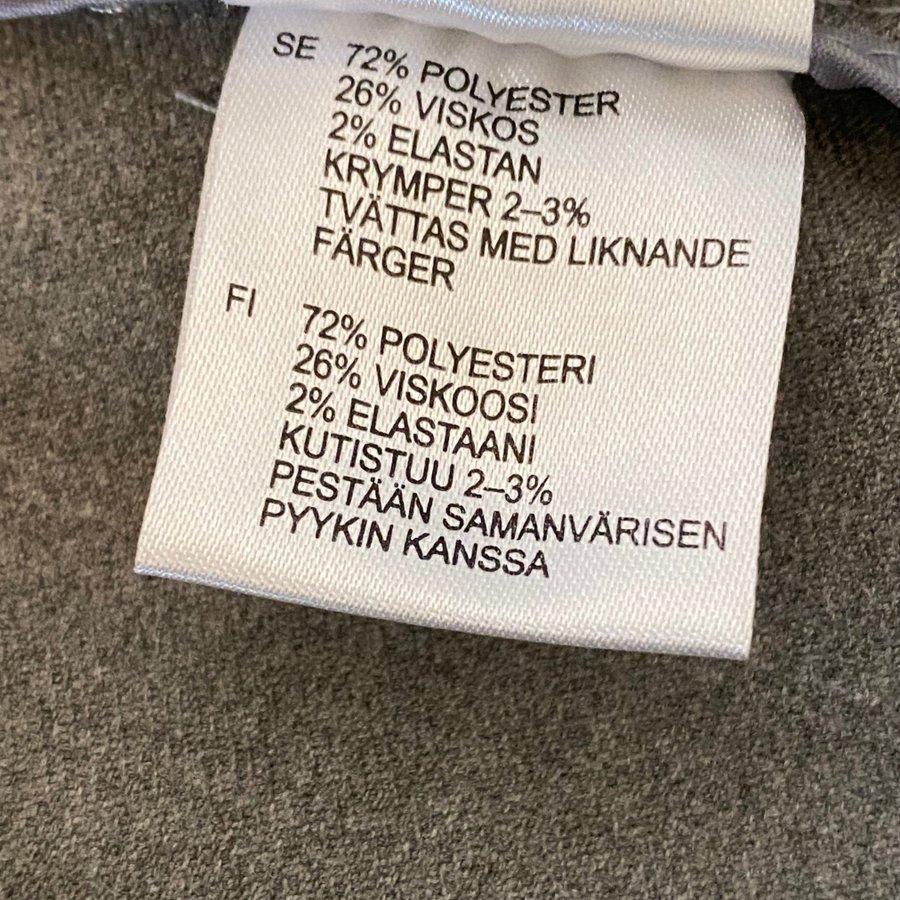 SE 72% POLYESTER
26% VISKOS
2% ELASTAN
KRYMPER 2–3%
TVÄTTAS MED LIKNANDE
FÄRGER
FI 72% POLYESTERI
26% VISKOOSI
2% ELASTAANI
KUTISTUU 2–3%
PESTÄÄN SAMANVÄRISEN
PYYKIN KANSSA